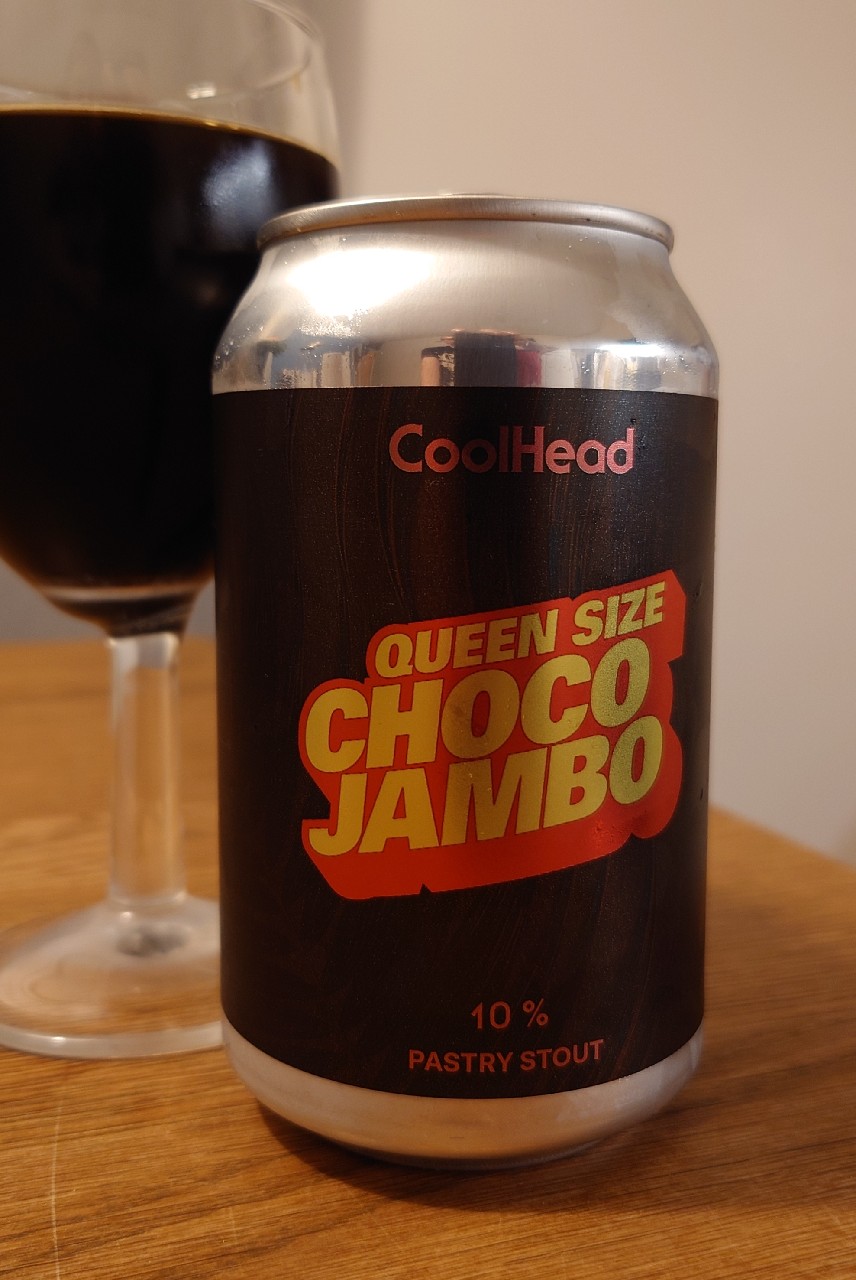 CoolHead
QUEEN SIZE
CHOCO
JAMBO
10 %
PASTRY STOUT